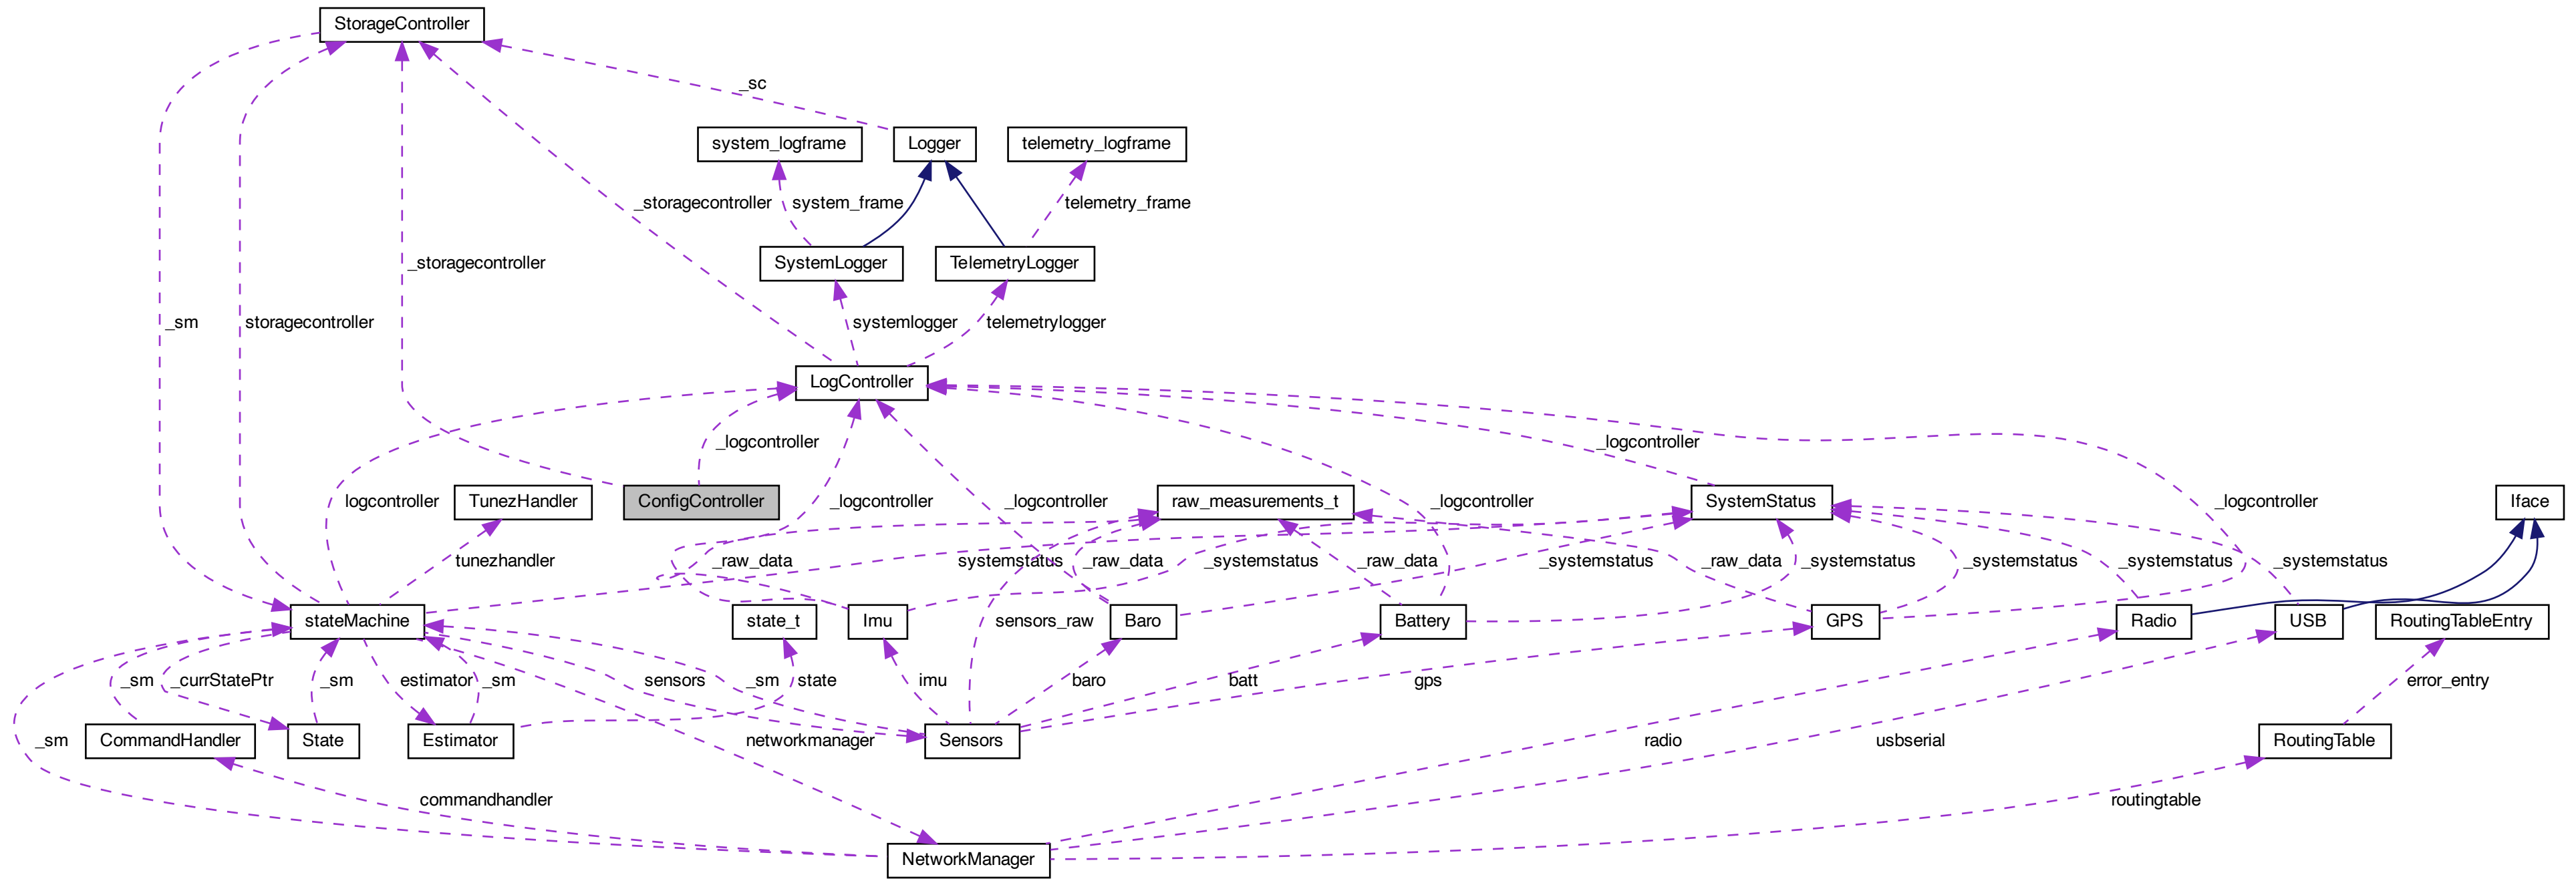 StorageController
_sc
system_logframe
Logger
telemetry_logframe
_storagecontroller
system_frame
telemetry_frame
_storagecontroller
SystemLogger
TelemetryLogger
_sm
storagecontroller
systemlogger
telemetrylogger
LogController
_logcontroller
_logcontroller
logcontroller
TunezHandler
ConfigController
_logcontroller
_logcontroller
raw_measurements_t
_logcontroller
SystemStatus
_logcontroller
Iface
tunezhandler
_raw_data
systemstatus
_raw_data
_systemstatus
_systemstatus
_raw_data
_raw_data
_systemstatus
_systemstatus
_systemstatus
_systemstatus
stateMachine
state_t
Imu
sensors_raw
Baro
Battery
GPS
Radio
USB
RoutingTableEntry
_sm
_currStatePtr
_sm
estimator
_sm
sensors
_sm
state
imu
baro
batt
gps
error_entry
_sm
CommandHandler
State
Estimator
networkmanager
Sensors
radio
usbserial
RoutingTable
commandhandler
routingtable
NetworkManager